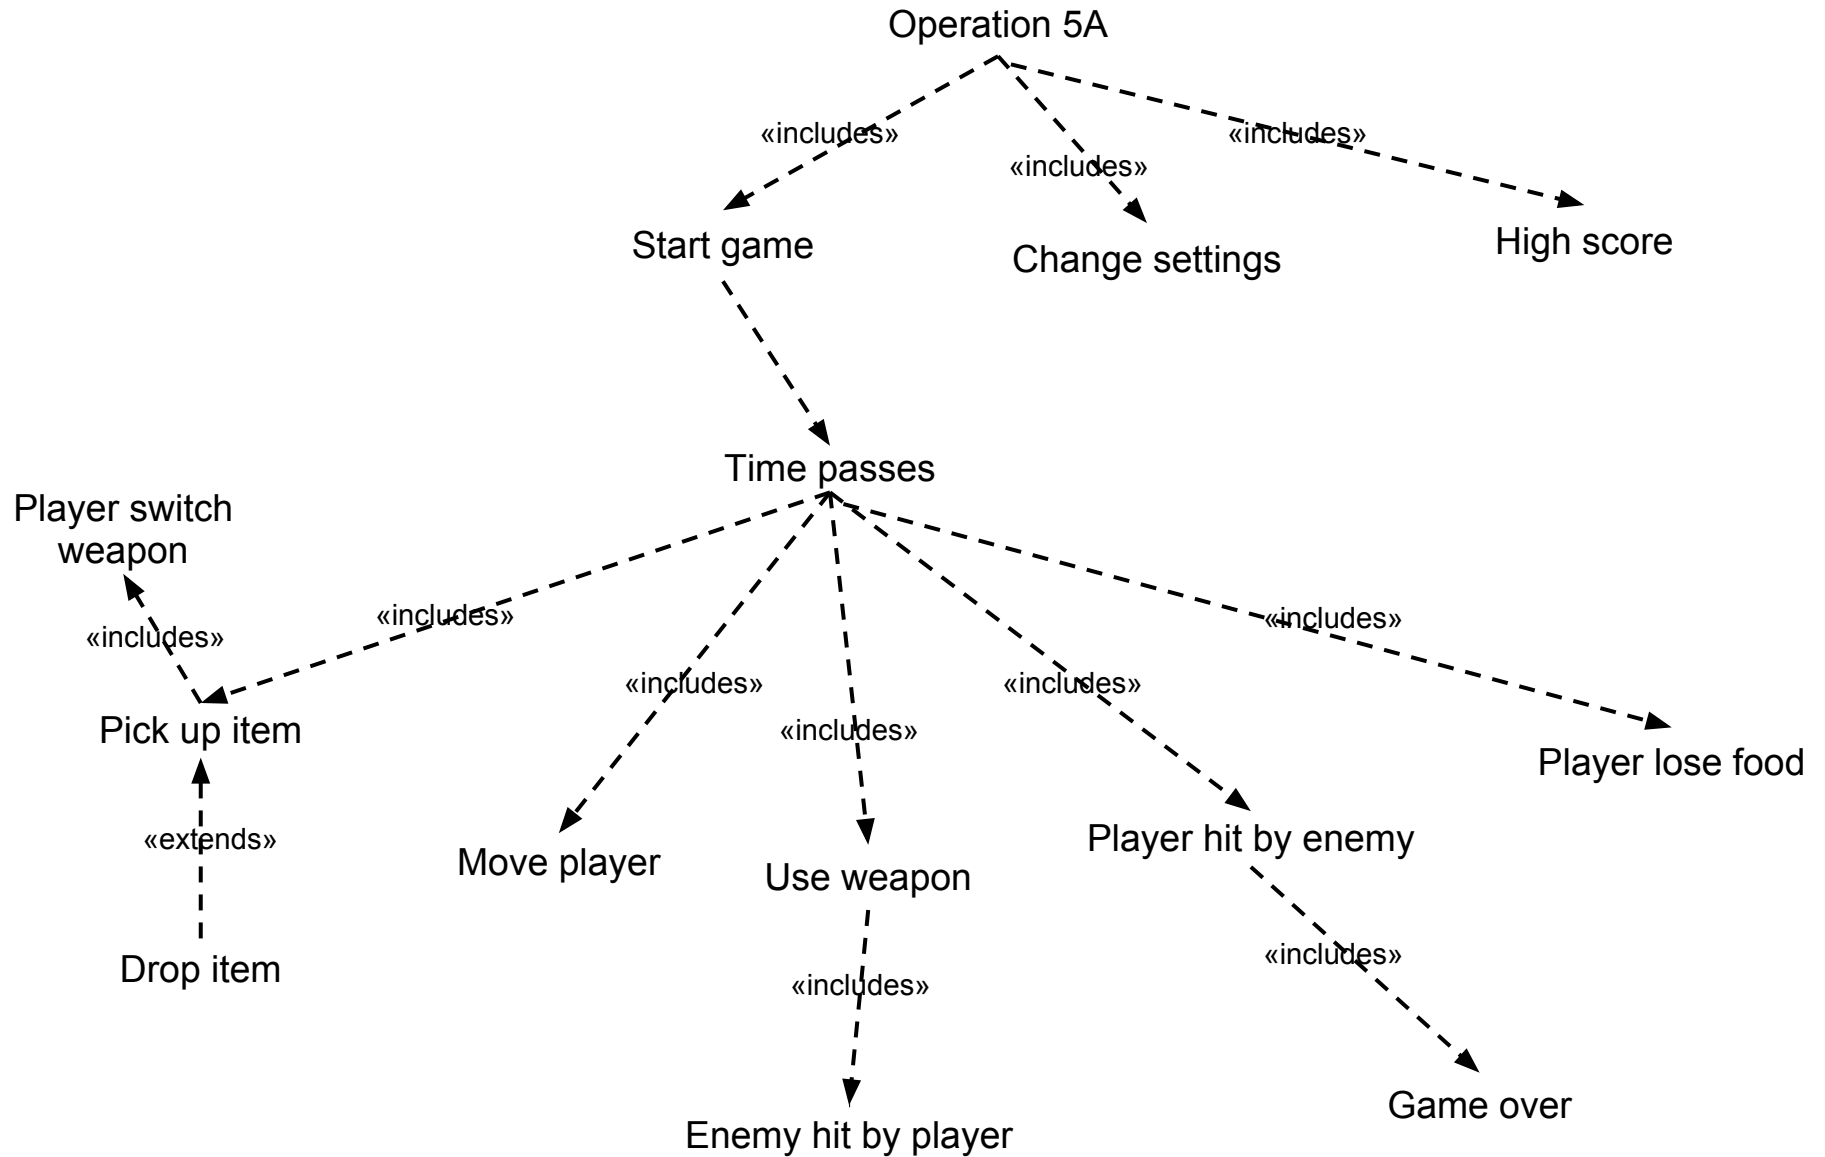 Operation 5A
«includes»
«includes»
«includes»
Start game
Change settings
High score
Time passes
Player switch
weapon
«includes»
«includes»
«includes»
«includes»
«includes»
«includes»
Pick up item
Player lose food
«extends»
Move player
Use weapon
Player hit by enemy
Drop item
«includes»
«includes»
Enemy hit by player
Game over